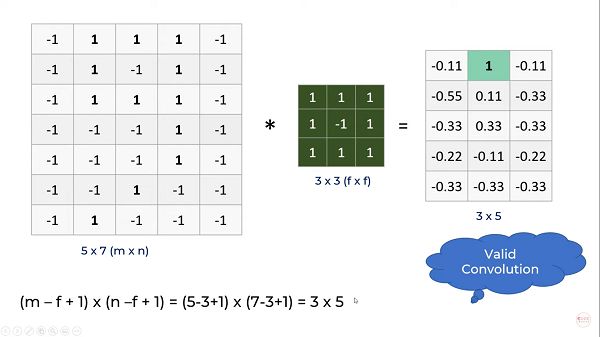 -1 1 1 1 -1
-1 1 -1 1 -1
-1 1 1 1 -1
-1 -1 -1 1 -1
-1 -1 -1 1 -1
-1 -1 1 -1 -1
-1 1 -1 -1 -1
5 x 7 (m x n)
*
1 1 1
1 -1 1
1 1 1
3 x 3 (f x f)
=
-0.11 1 -0.11
-0.55 0.11 -0.33
-0.33 0.33 -0.33
-0.22 -0.11 -0.22
-0.33 -0.33 -0.33
3 x 5
Valid
Convolution
(m – f + 1) x (n –f + 1) = (5-3+1) x (7-3+1) = 3 x 5